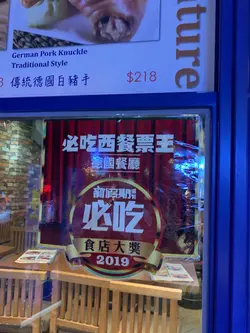 German Pork Knuckle
Traditional Style
傳統德國白豬手
$218
必吃西餐票王
德國餐廳
新假期
必吃
食店大獎
2019